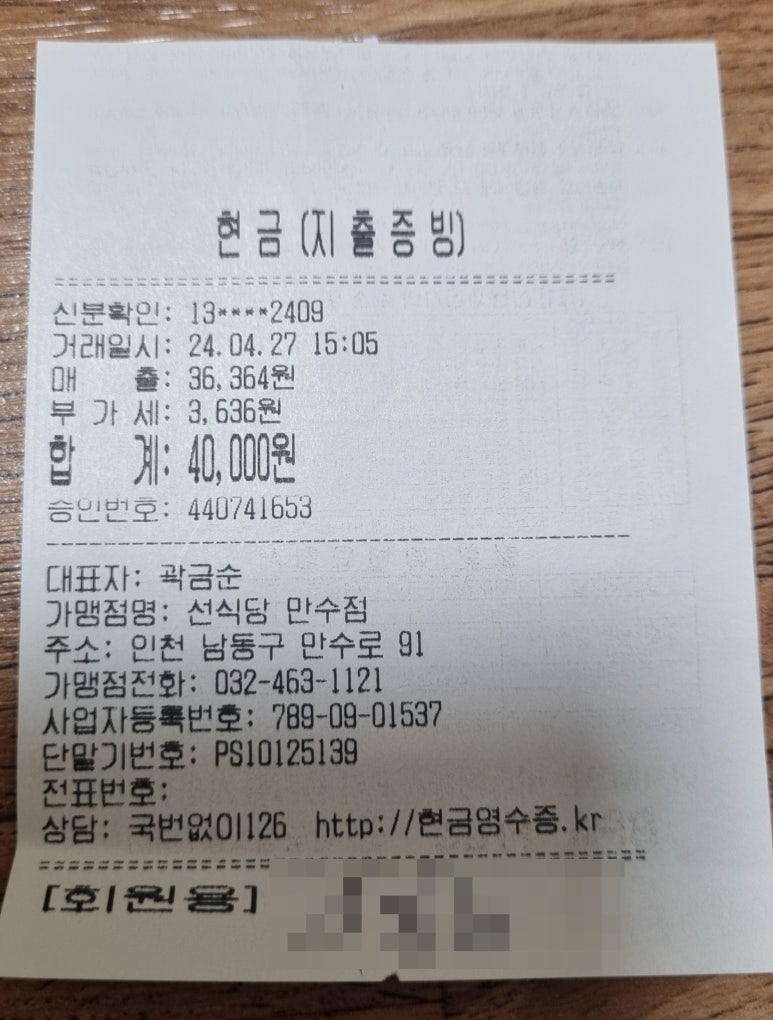 현금(지출증빙)
================================================
신분확인: 13****2409
거래일시: 24.04.27 15:05
매 출: 36,364원
부 가 세: 3,636원
합 계: 40,000원
승인번호: 440741653
------------------------------------------------
대표자: 곽금순
가맹점명: 선식당 만수점
주소: 인천 남동구 만수로 91
가맹점전화: 032-463-1121
사업자등록번호: 789-09-01537
단말기번호: PS10125139
전표번호:
상담: 국번없이126 http://현금영수증.kr
================================================
[회원용]